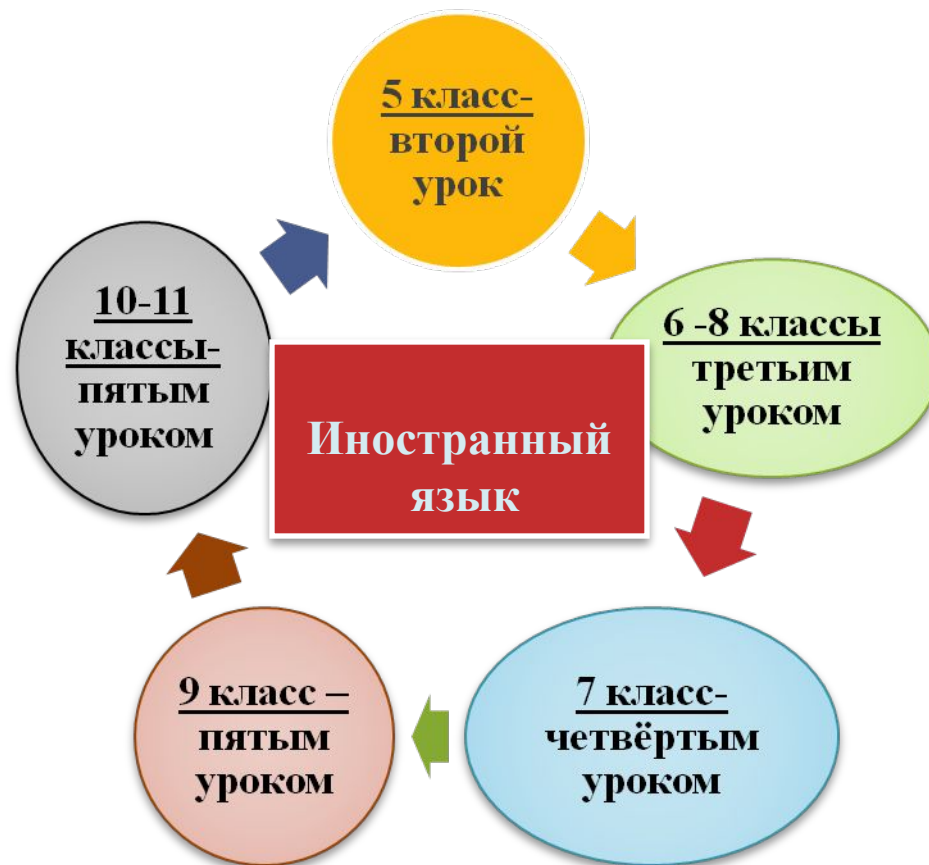 5 класс-
второй
урок
6 -8 классы
третьим
уроком
7 класс-
четвёртым
уроком
9 класс –
пятым
уроком
10-11
классы-
пятым
уроком
Иностранный
язык